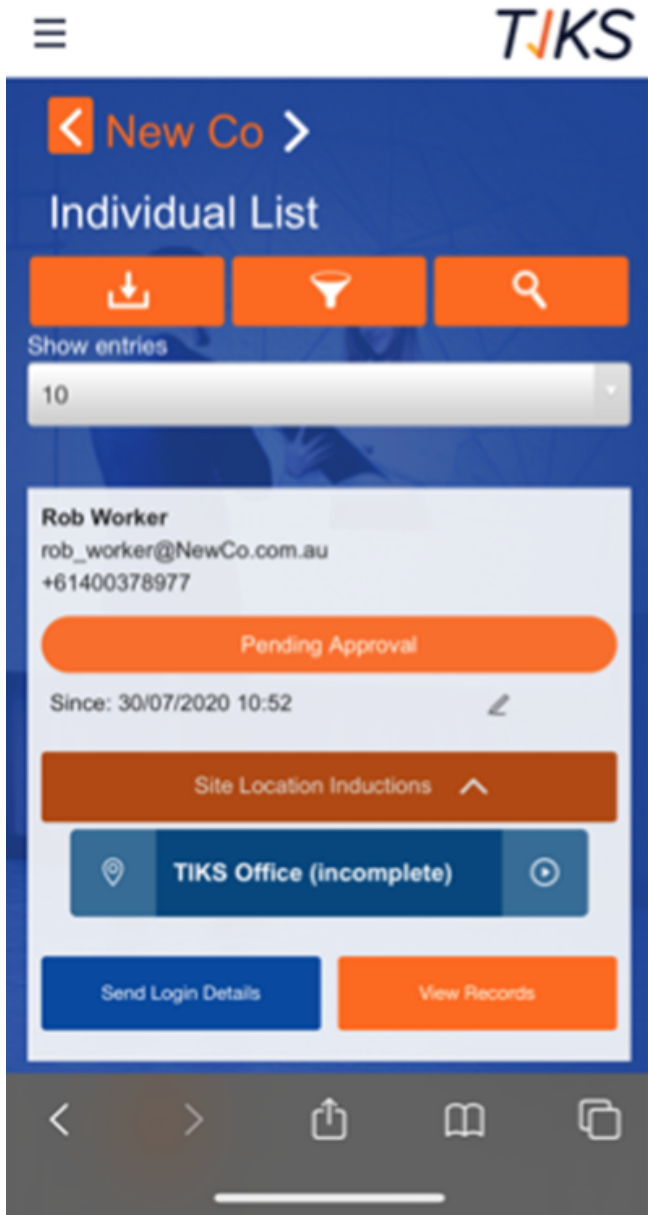 TIKS
New Co
Individual List
Show entries
10
Rob Worker
rob_worker@NewCo.com.au
+61400378977
Pending Approval
Since: 30/07/2020 10:52
Site Location Inductions
TIKS Office (incomplete)
Send Login Details
View Records